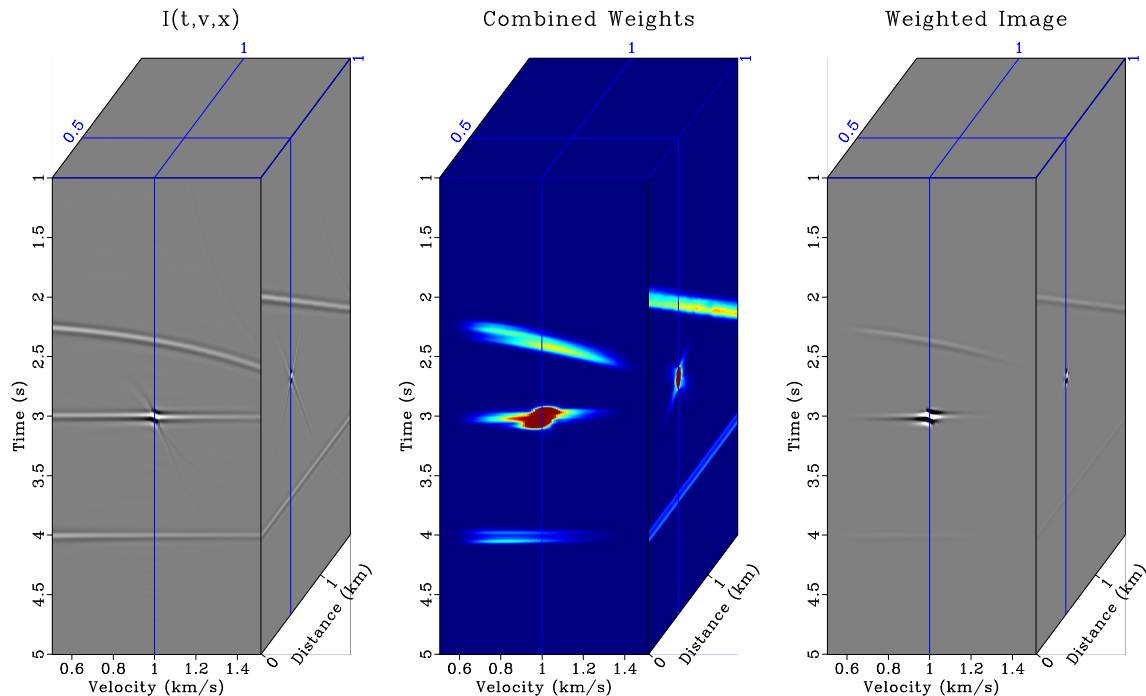 I(t,v,x)
Combined Weights
Weighted Image
1
1
0.5
1
1.5
2
2.5
3
3.5
4
4.5
5
Time (s)
0.6 0.8 1 1.2 1.4
Velocity (km/s)
0
1
Distance (km)
1
1
0.5
1
1.5
2
2.5
3
3.5
4
4.5
5
Time (s)
0.6 0.8 1 1.2 1.4
Velocity (km/s)
0
1
Distance (km)
1
1
0.5
1
1.5
2
2.5
3
3.5
4
4.5
5
Time (s)
0.6 0.8 1 1.2 1.4
Velocity (km/s)
0
1
Distance (km)